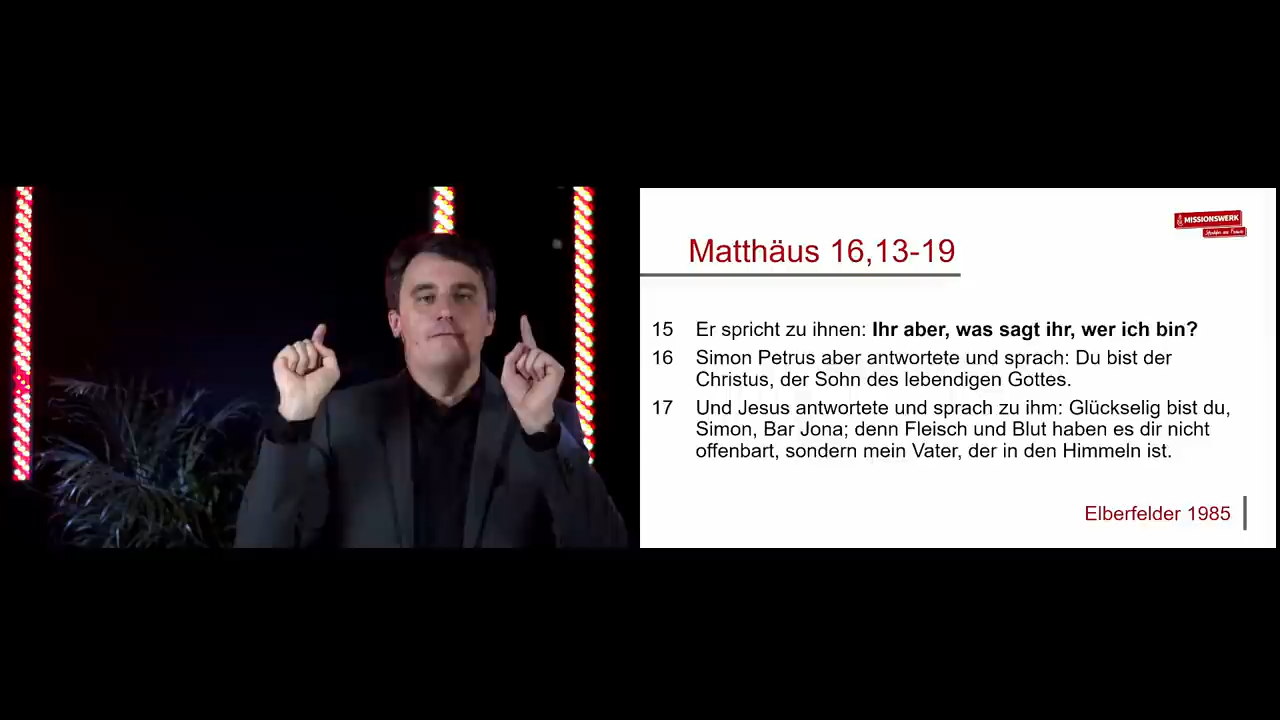 MISSIONSWERK
Matthäus 16,13-19
15 Er spricht zu ihnen: Ihr aber, was sagt ihr, wer ich bin?
16 Simon Petrus aber antwortete und sprach: Du bist der
Christus, der Sohn des lebendigen Gottes.
17 Und Jesus antwortete und sprach zu ihm: Glückselig bist du,
Simon, Bar Jona; denn Fleisch und Blut haben es dir nicht
offenbart, sondern mein Vater, der in den Himmeln ist.
Elberfelder 1985